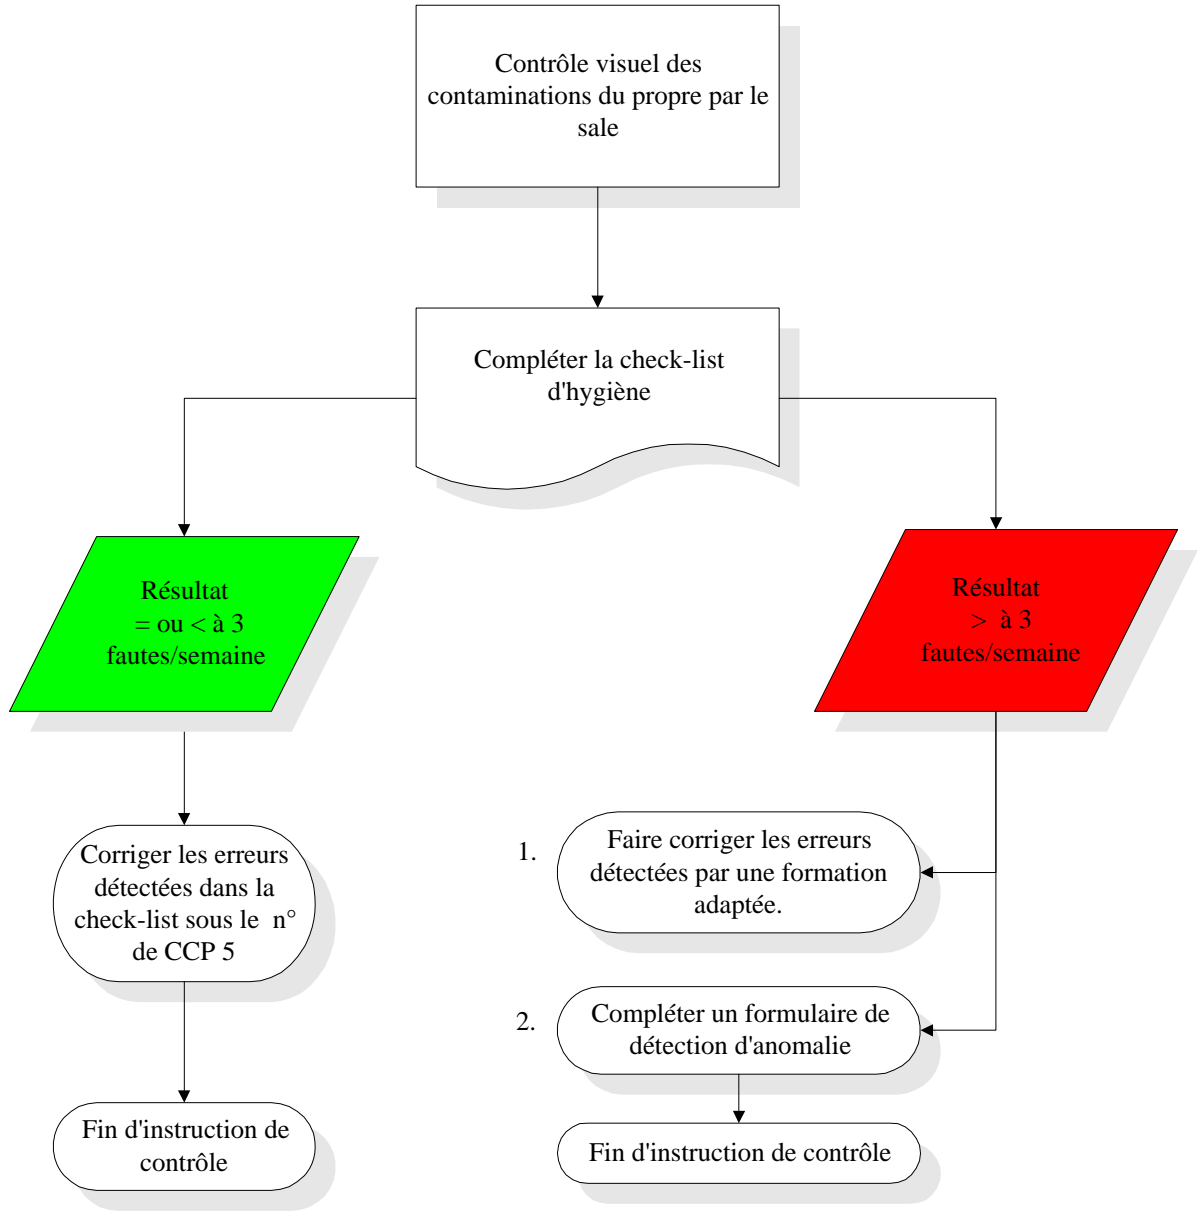 Contrôle visuel des
contaminations du propre par le
sale
Compléter la check-list
d'hygiène
Résultat
= ou < à 3
fautes/semaine
Résultat
> à 3
fautes/semaine
Corriger les erreurs
détectées dans la
check-list sous le n°
de CCP 5
1.
Faire corriger les erreurs
détectées par une formation
adaptée.
2.
Compléter un formulaire de
détection d'anomalie
Fin d'instruction de
contrôle
Fin d'instruction de contrôle